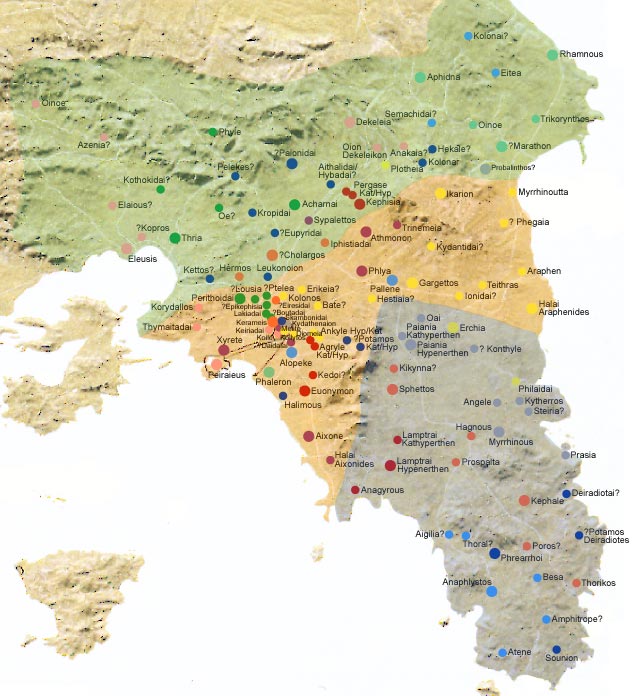 Kolonai?
Rhamnous
Eitea
Aphidna
Oinoe
Semachidai?
Trikorynthos
Oinoe
Dekeleia
Phyle
Azenia?
Oion
Dekeleikon
Anakaia?
Hekale?
?Marathon
Kolonai
Plotheia
Probalinthos?
?Paionidai
Pelekes?
Aithalidai/
Hybadai?
Kothokidai?
Pergase
Kat/Hyp
Kephisia
Ikarion
Myrrhinoutta
Elaious?
Oe?
Kropidai
Acharnai
Sypalettos
? Phegaia
?Kopros
Thria
?Eupyridai
Iphistiadai
Athmonon
Trinemeia
Kydantidai?
Eleusis
?Cholargos
Kettos?
Hermos
Leukonoion
Phlya
Pallene
Gargettos
Araphen
Teithras
Perithoidai
?Lousia
?Ptelea
Erikeia?
Kolonos
Hestiaia?
Ionidai?
Halai
Araphenides
Korydallos
?Epikephisia
?Eiresidai
Bate?
Lakiadai
?Boutadai
Oai
Thymaitadai
Kerameis
Skambonidai
Kydathenaion
Paiania
Kathyperthen
Erchia
Keiriadai
Melite
Diomeia
Ankyle Hyp/Kat
Xyrete
Koile
Kollytos
?Daidalai
Agryle
Kat/Hyp
?Potamos
Kat/Hyp
Paiania
Hypenerthen
? Konthyle
Alopeke
Peiraieus
Phaleron
Kedoi?
Kikynna?
Euonymon
Sphettos
Philaidai
Halimous
Angele
Kytherros
Steiria?
Aixone
Lamptrai
Kathyperthen
Hagnous
Myrrhinous
Halai
Aixonides
Lamptrai
Hypenerthen
Prospalta
Prasia
Anagyrous
Kephale
Deiradiotai?
Aigilia?
Thorai?
Poros?
?Potamos
Deiradiotes
Phrearrhoi
Anaphlystos
Besa
Thorikos
Amphitrope?
Atene
Sounion